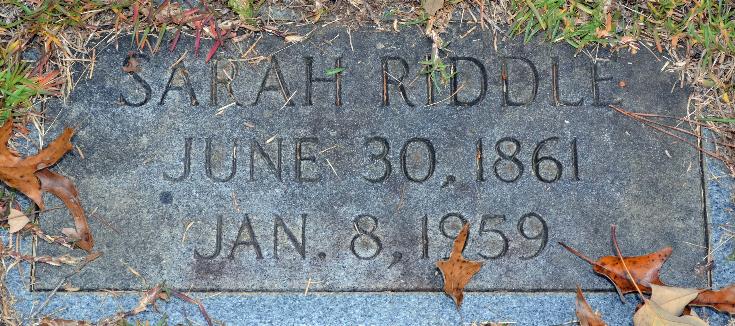 SARAH RIDDLE
JUNE 30, 1861
JAN. 8, 1959